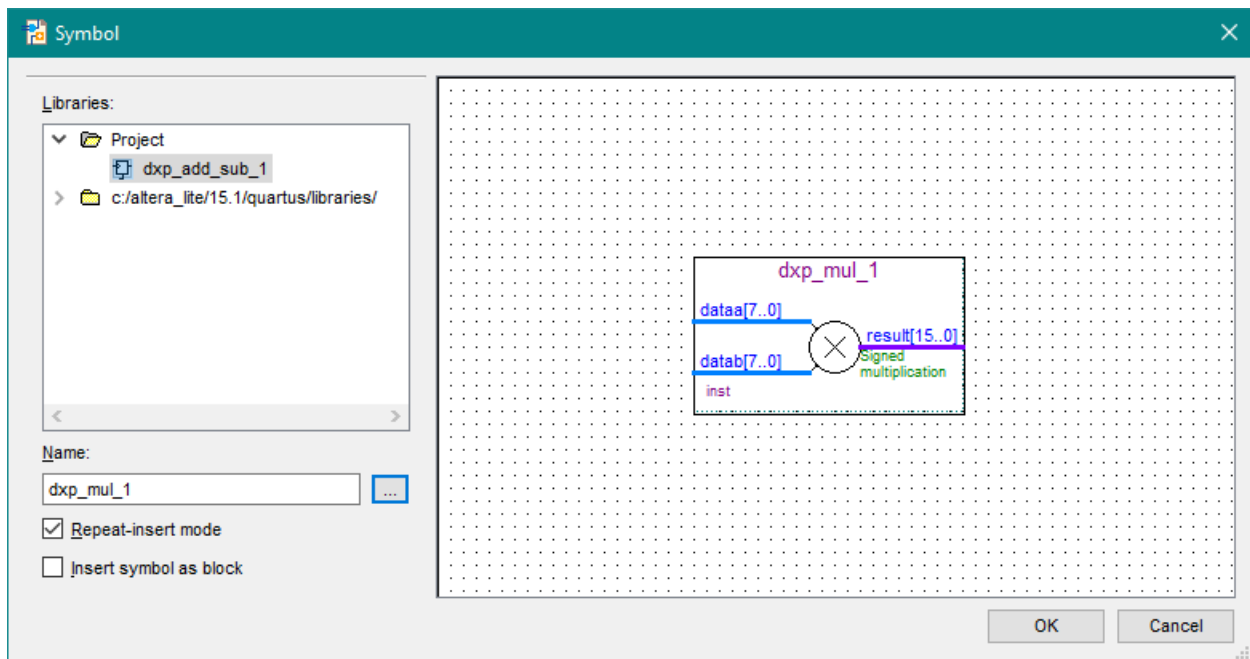 Symbol
Libraries:
Project
dxp_add_sub_1
c:/altera_lite/15.1/quartus/libraries/
Name:
dxp_mul_1
...
Repeat-insert mode
Insert symbol as block
dxp_mul_1
dataa[7..0]
result[15..0]
datab[7..0]
Signed
multiplication
inst
OK
Cancel